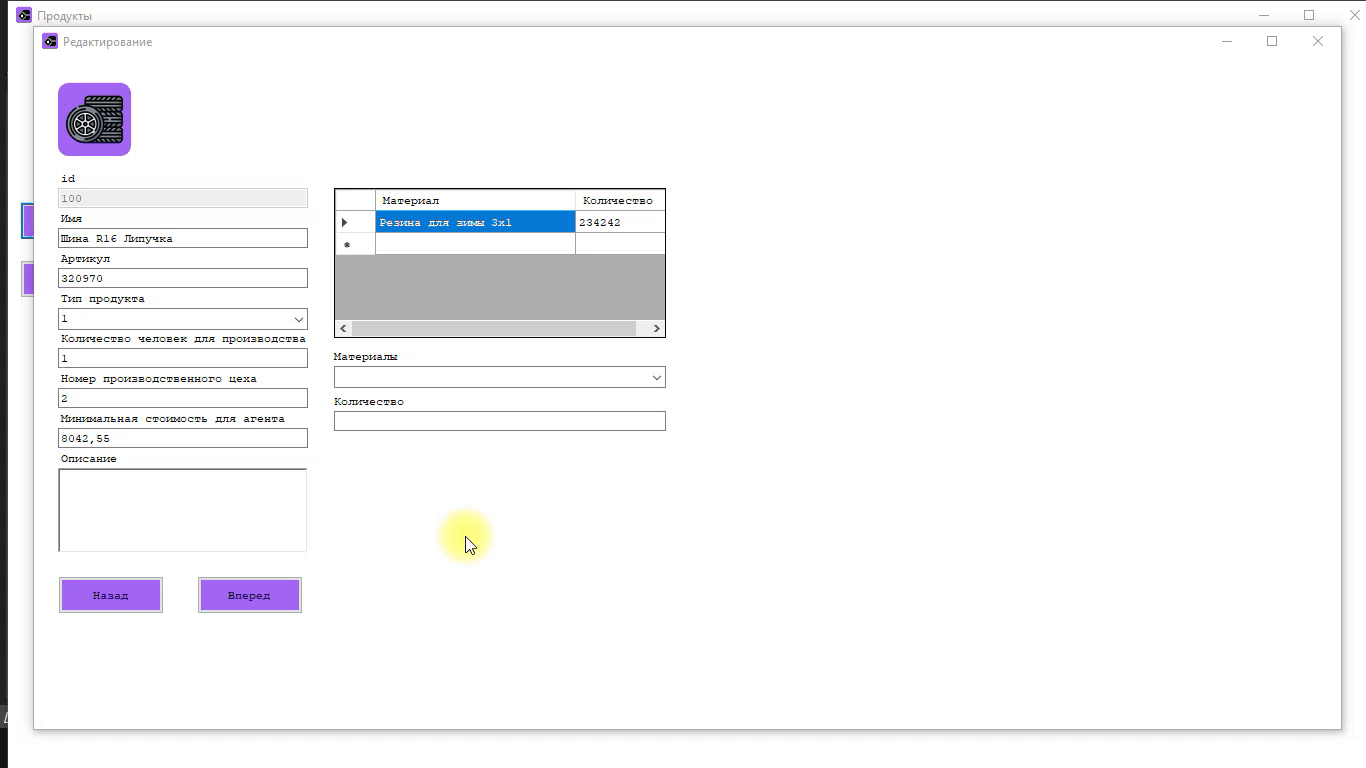 Продукты
Редактирование
id
100
Имя
Шина R16 Липучка
Артикул
320970
Тип продукта
1
Количество человек для производства
1
Номер производственного цеха
2
Минимальная стоимость для агента
8042,55
Описание
Назад
Вперед
Материал Количество
Резина для зимы 3x1 234242
Материалы
Количество